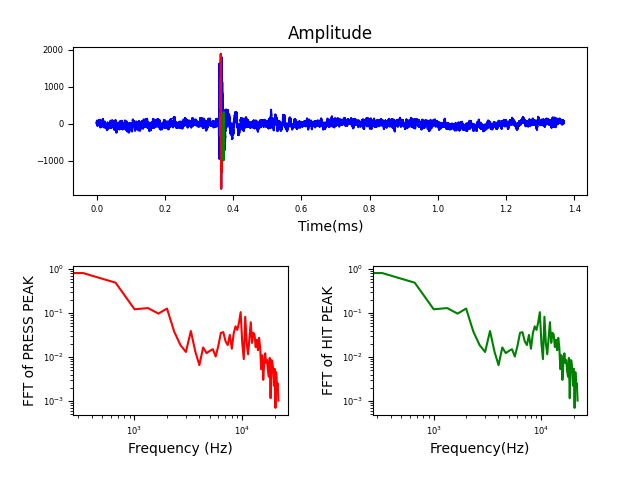 Amplitude
2000
1000
0
−1000
0.0 0.2 0.4 0.6 0.8 1.0 1.2 1.4
Time(ms)
FFT of PRESS PEAK
10⁰
10⁻¹
10⁻²
10⁻³
10³ 10⁴
Frequency (Hz)
FFT of HIT PEAK
10⁰
10⁻¹
10⁻²
10⁻³
10³ 10⁴
Frequency(Hz)